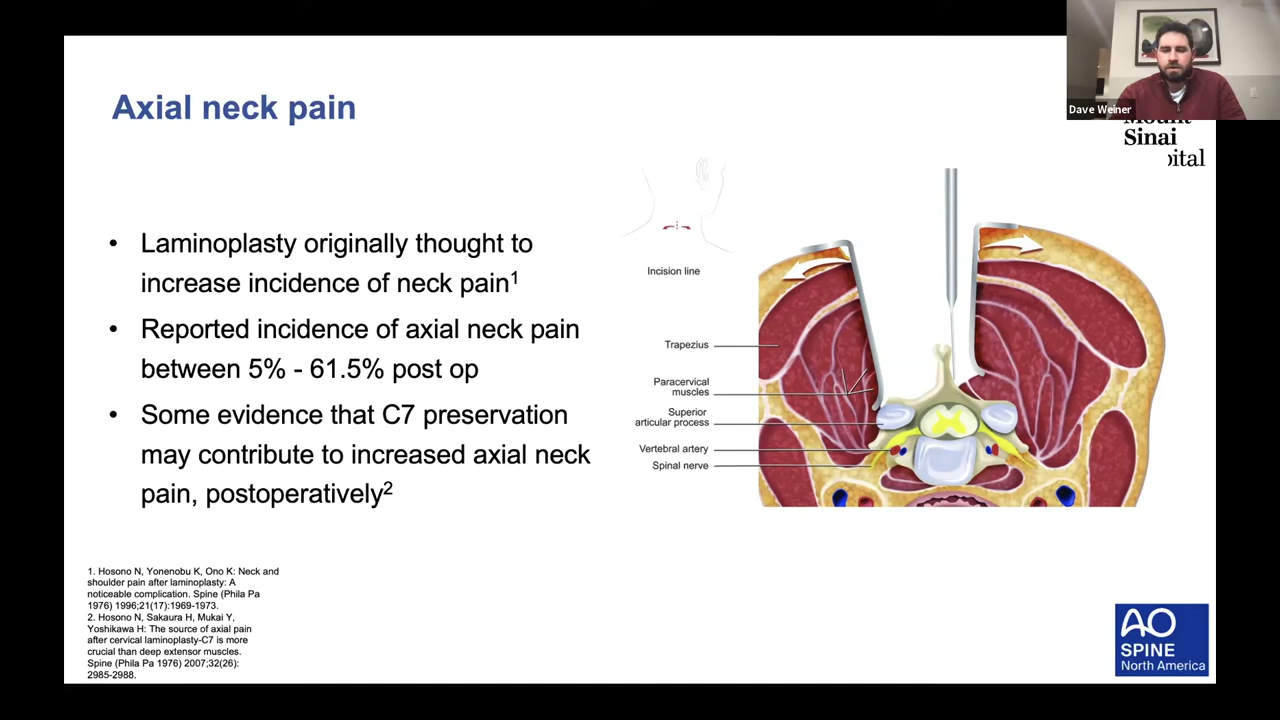 Dave Weiner
Mount
Sinai
Axial neck pain
• Laminoplasty originally thought to
increase incidence of neck pain1
• Reported incidence of axial neck pain
between 5% - 61.5% post op
• Some evidence that C7 preservation
may contribute to increased axial neck
pain, postoperatively2
Incision line
Trapezius
Paracervical
muscles
Superior
articular process
Vertebral artery
Spinal nerve
1. Hosono N, Yonenobu K, Ono K: Neck and
shoulder pain after laminoplasty: A
noticeable complication. Spine (Phila Pa
1976) 1996;21(17):1969-1973.
2. Hosono N, Sakaura H, Mukai Y,
Yoshikawa H: The source of axial pain
after cervical laminoplasty-C7 is more
crucial than deep extensor muscles.
Spine (Phila Pa 1976) 2007;32(26):
2985-2988.
AO
SPINE
North America